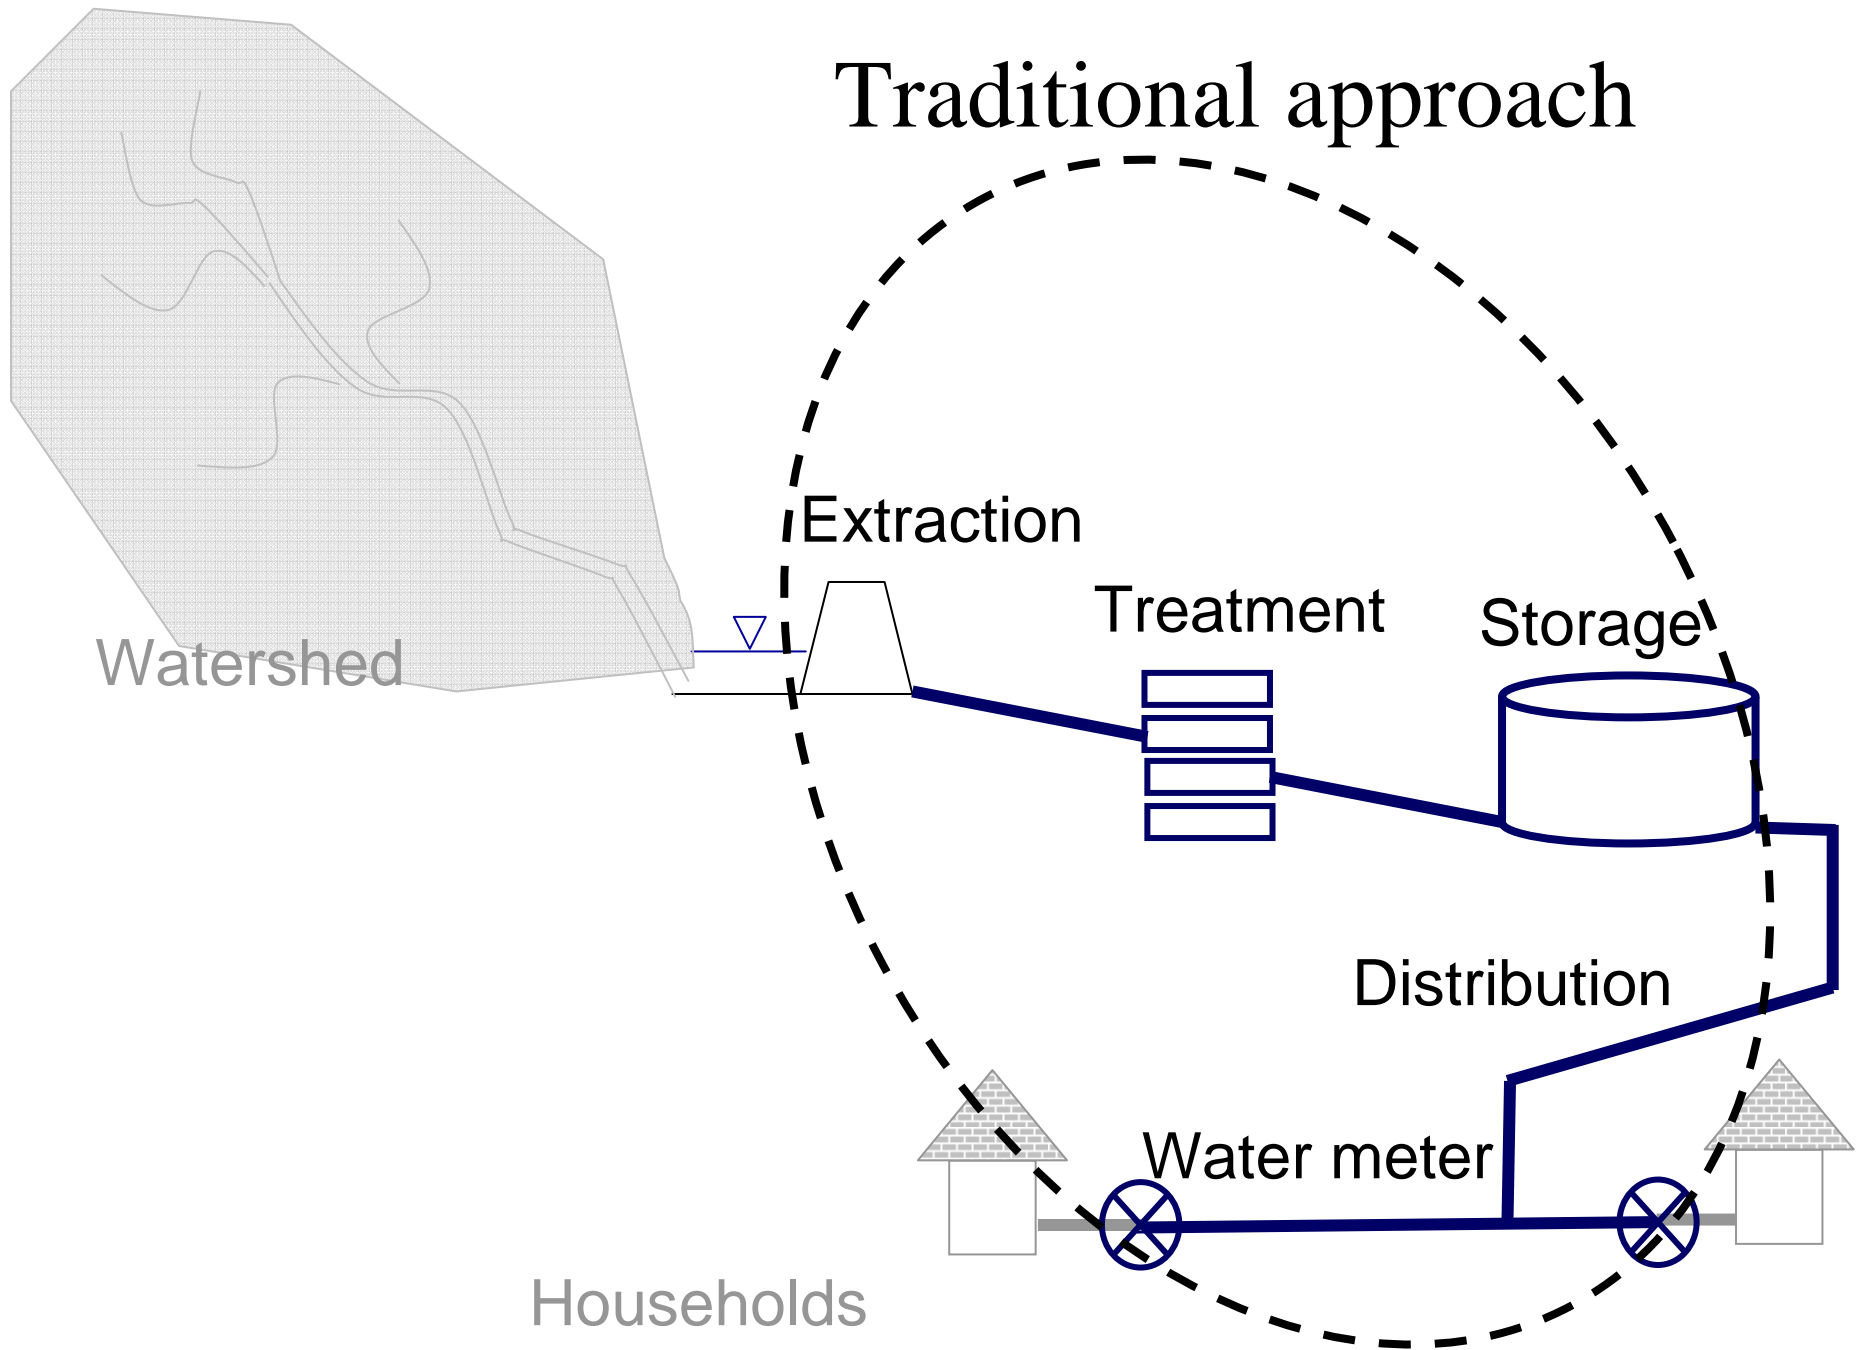 Traditional approach
Extraction
Treatment
Storage
Watershed
Distribution
Water meter
Households